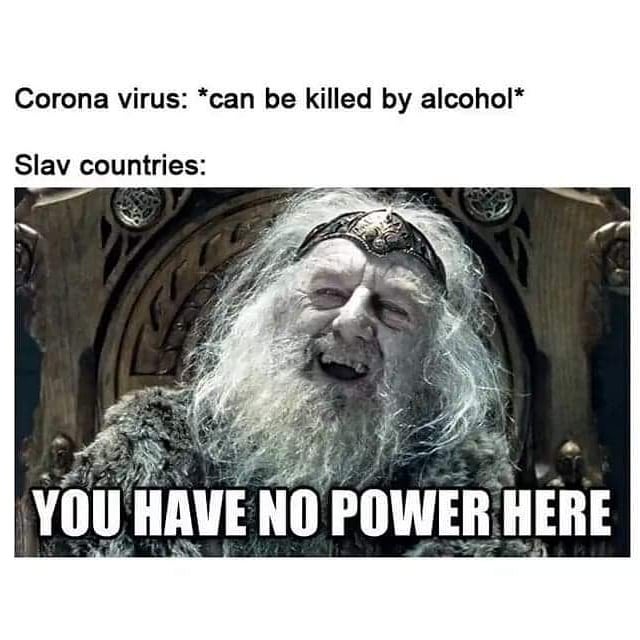 Corona virus: *can be killed by alcohol*
Slav countries:
YOU HAVE NO POWER HERE